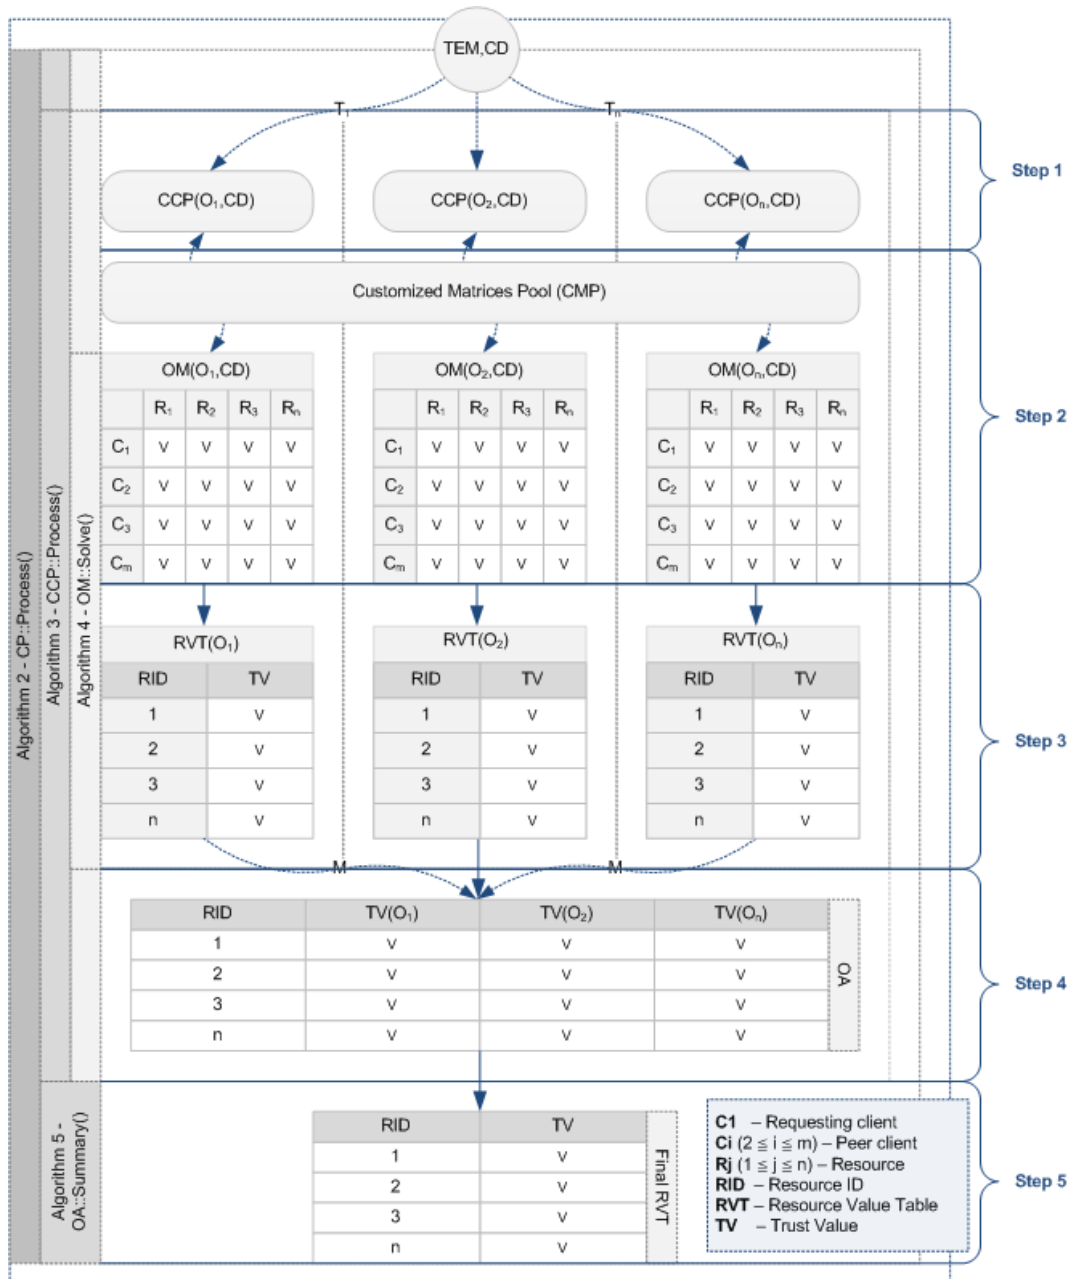 TEM,CD
T₁
Tₙ
Step 1
CCP(O₁,CD)
CCP(O₂,CD)
CCP(Oₙ,CD)
Customized Matrices Pool (CMP)
OM(O₁,CD)
R₁ R₂ R₃ Rₙ
C₁ V V V V
C₂ V V V V
C₃ V V V V
Cₘ V V V V
OM(O₂,CD)
R₁ R₂ R₃ Rₙ
C₁ V V V V
C₂ V V V V
C₃ V V V V
Cₘ V V V V
OM(Oₙ,CD)
R₁ R₂ R₃ Rₙ
C₁ V V V V
C₂ V V V V
C₃ V V V V
Cₘ V V V V
Step 2
Algorithm 2 - CP::Process()
Algorithm 3 - CCP::Process()
Algorithm 4 - OM::Solve()
RVT(O₁)
RID TV
1 V
2 V
3 V
n V
RVT(O₂)
RID TV
1 V
2 V
3 V
n V
RVT(Oₙ)
RID TV
1 V
2 V
3 V
n V
Step 3
M
M
RID TV(O₁) TV(O₂) TV(Oₙ)
1 V V V
2 V V V
3 V V V
n V V V
OA
Step 4
Algorithm 5 -
OA::Summary()
RID TV
1 V
2 V
3 V
n V
Final RVT
C1 – Requesting client
Ci (2 ≦ i ≦ m) – Peer client
Rj (1 ≦ j ≦ n) – Resource
RID – Resource ID
RVT – Resource Value Table
TV – Trust Value
Step 5